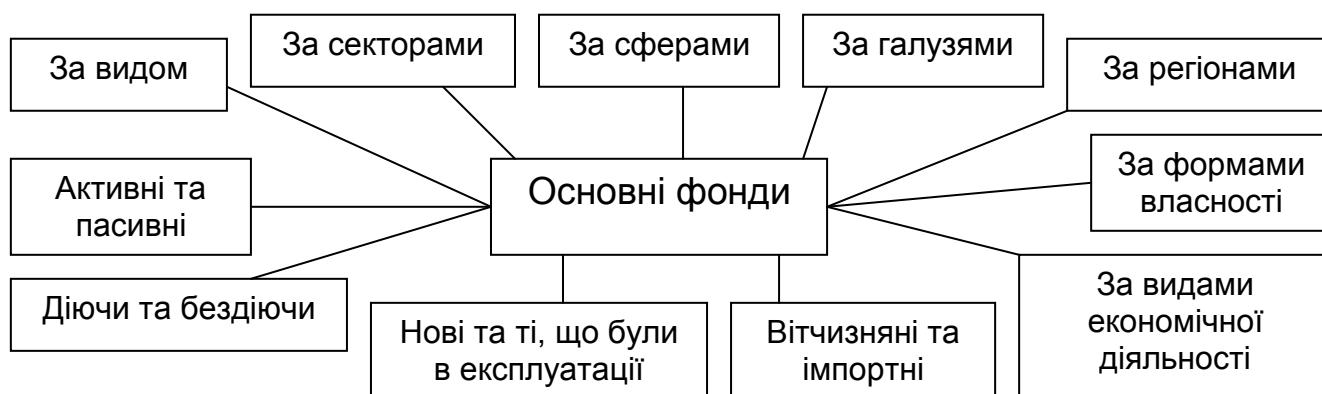 За видом
За секторами
За сферами
За галузями
За регіонами
Активні та
пасивні
Основні фонди
За формами
власності
Діючи та бездіючи
Нові та ті, що були
в експлуатації
Вітчизняні та
імпортні
За видами
економічної
діяльності